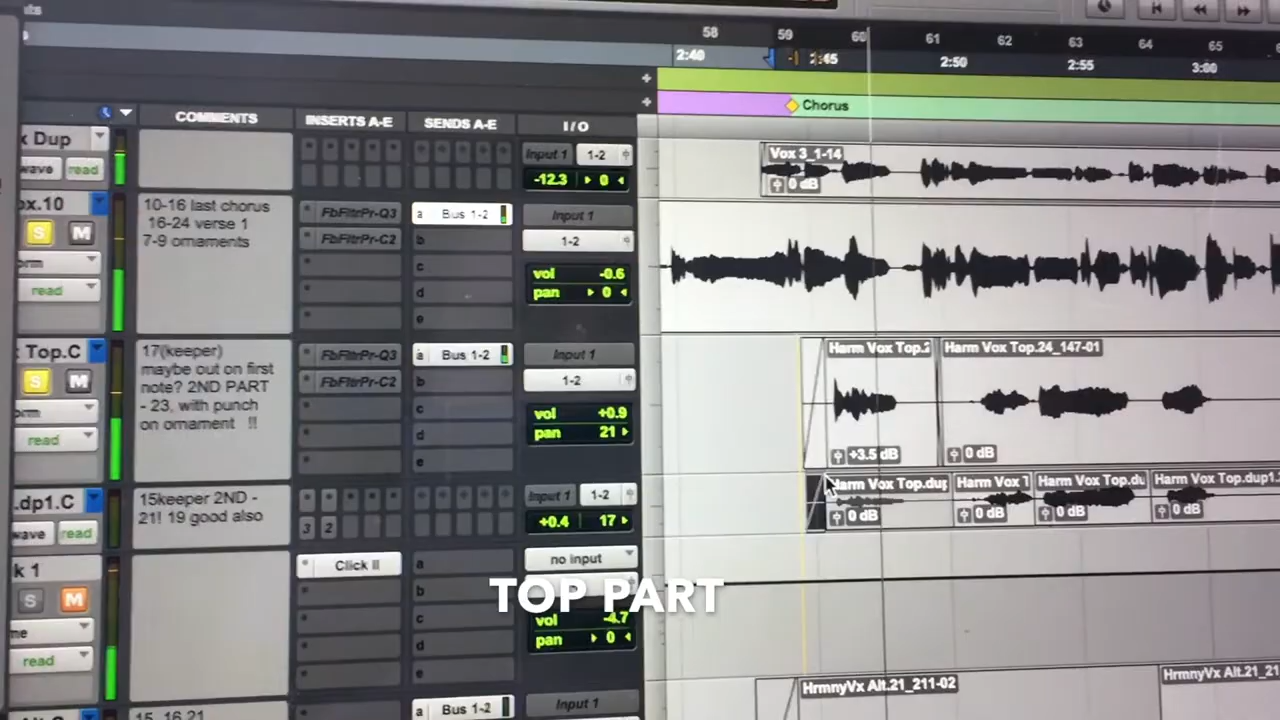 58 59 60 61 62 63 64 65
2:40 2:45 2:50 2:55 3:00
Chorus
COMMENTS INSERTS A-E SENDS A-E I/O
Dup
wave read
Input 1 1-2
-12.3 0
Vox 3_1-14
0 dB
ox.10
M
read
10-16 last chorus
16-24 verse 1
7-9 ornaments
FbFltrPr-Q3
FbFltrPr-C2
a Bus 1-2
b
c
d
e
Input 1
1-2
vol -0.6
pan 0
Top.C
S M
read
17(keeper)
maybe out on first
note? 2ND PART
- 23, with punch
on ornament !!
FbFltrPr-Q3
FbFltrPr-C2
a Bus 1-2
b
c
d
e
Input 1
1-2
vol +0.9
pan 21
Harm Vox Top.2
+3.5 dB
Harm Vox Top.24_147-01
0 dB
.dp1.C
wave read
15keeper 2ND -
21! 19 good also
3 2
Input 1 1-2
+0.4 17
Harm Vox Top.dup
0 dB
Harm Vox T
0 dB
Harm Vox Top.du
0 dB
Harm Vox Top.dup1.
0 dB
k 1
S M
me
read
Click II
a
b
c
d
e
no input
TOP PART
vol -4.7
pan 0
HrmnyVx Alt.21_211-02
HrmnyVx Alt.21_21
15, 16,21
a Bus 1-2
Input 1